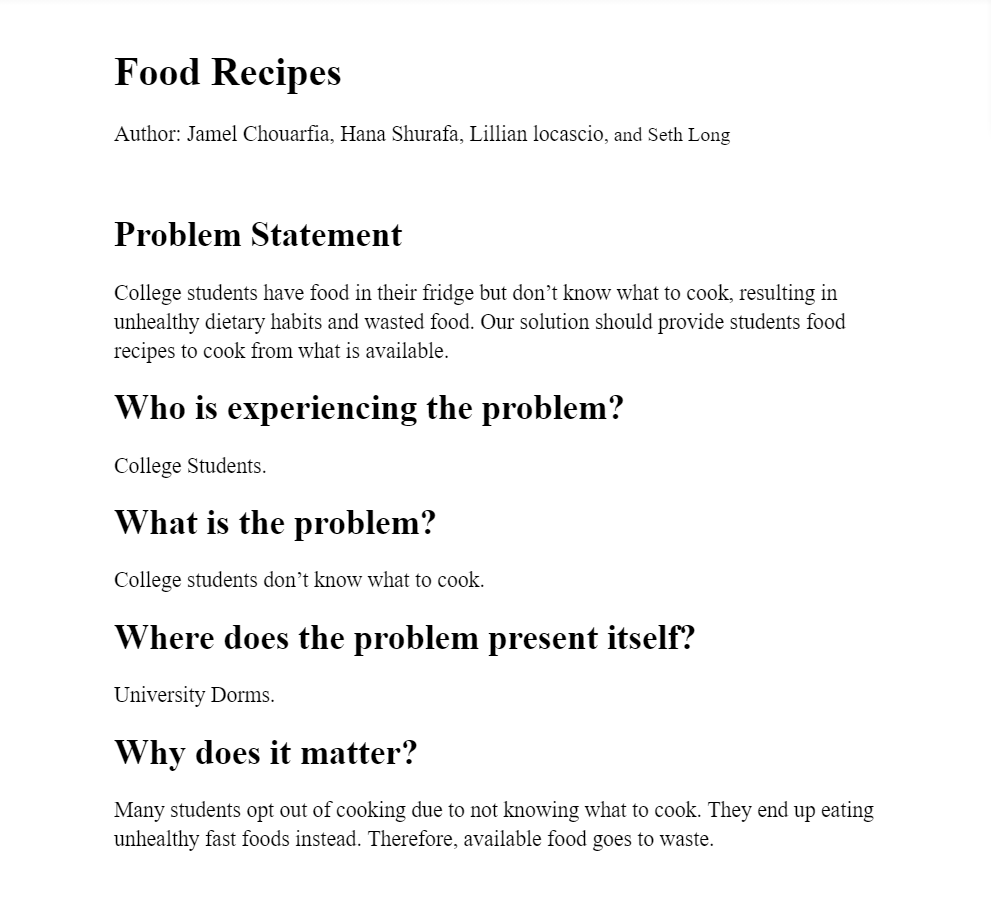 Food Recipes
Author: Jamel Chouarfia, Hana Shurafa, Lillian locascio, and Seth Long
Problem Statement
College students have food in their fridge but don’t know what to cook, resulting in
unhealthy dietary habits and wasted food. Our solution should provide students food
recipes to cook from what is available.
Who is experiencing the problem?
College Students.
What is the problem?
College students don’t know what to cook.
Where does the problem present itself?
University Dorms.
Why does it matter?
Many students opt out of cooking due to not knowing what to cook. They end up eating
unhealthy fast foods instead. Therefore, available food goes to waste.